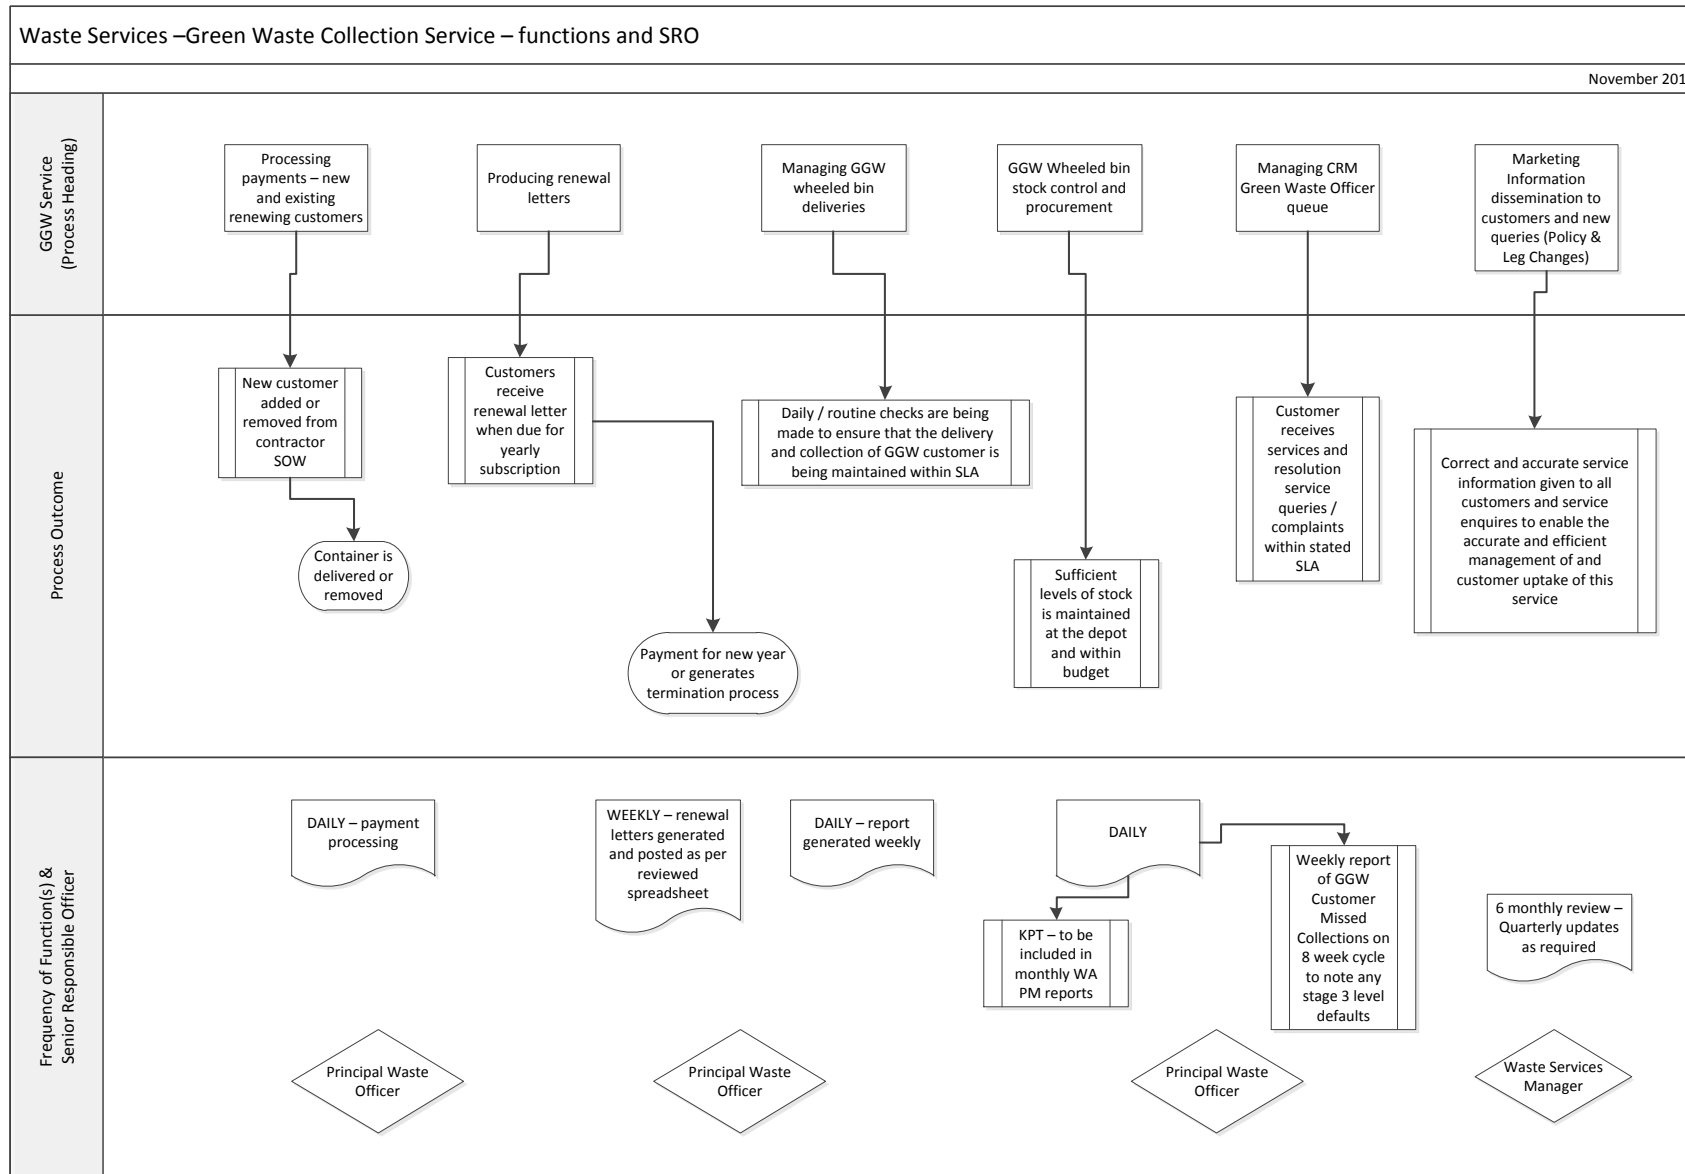 Waste Services –Green Waste Collection Service – functions and SRO
November 201
GGW Service
(Process Heading)
Processing
payments – new
and existing
renewing customers
Producing renewal
letters
Managing GGW
wheeled bin
deliveries
GGW Wheeled bin
stock control and
procurement
Managing CRM
Green Waste Officer
queue
Marketing
Information
dissemination to
customers and new
queries (Policy &
Leg Changes)
Process Outcome
New customer
added or
removed from
contractor
SOW
Customers
receive
renewal letter
when due for
yearly
subscription
Daily / routine checks are being
made to ensure that the delivery
and collection of GGW customer is
being maintained within SLA
Customer
receives
services and
resolution
service
queries /
complaints
within stated
SLA
Correct and accurate service
information given to all
customers and service
enquires to enable the
accurate and efficient
management of and
customer uptake of this
service
Container is
delivered or
removed
Sufficient
levels of stock
is maintained
at the depot
and within
budget
Payment for new year
or generates
termination process
Frequency of Function(s) &
Senior Responsible Officer
DAILY – payment
processing
WEEKLY – renewal
letters generated
and posted as per
reviewed
spreadsheet
DAILY – report
generated weekly
DAILY
Weekly report
of GGW
Customer
Missed
Collections on
8 week cycle
to note any
stage 3 level
defaults
KPT – to be
included in
monthly WA
PM reports
6 monthly review –
Quarterly updates
as required
Principal Waste
Officer
Principal Waste
Officer
Principal Waste
Officer
Waste Services
Manager